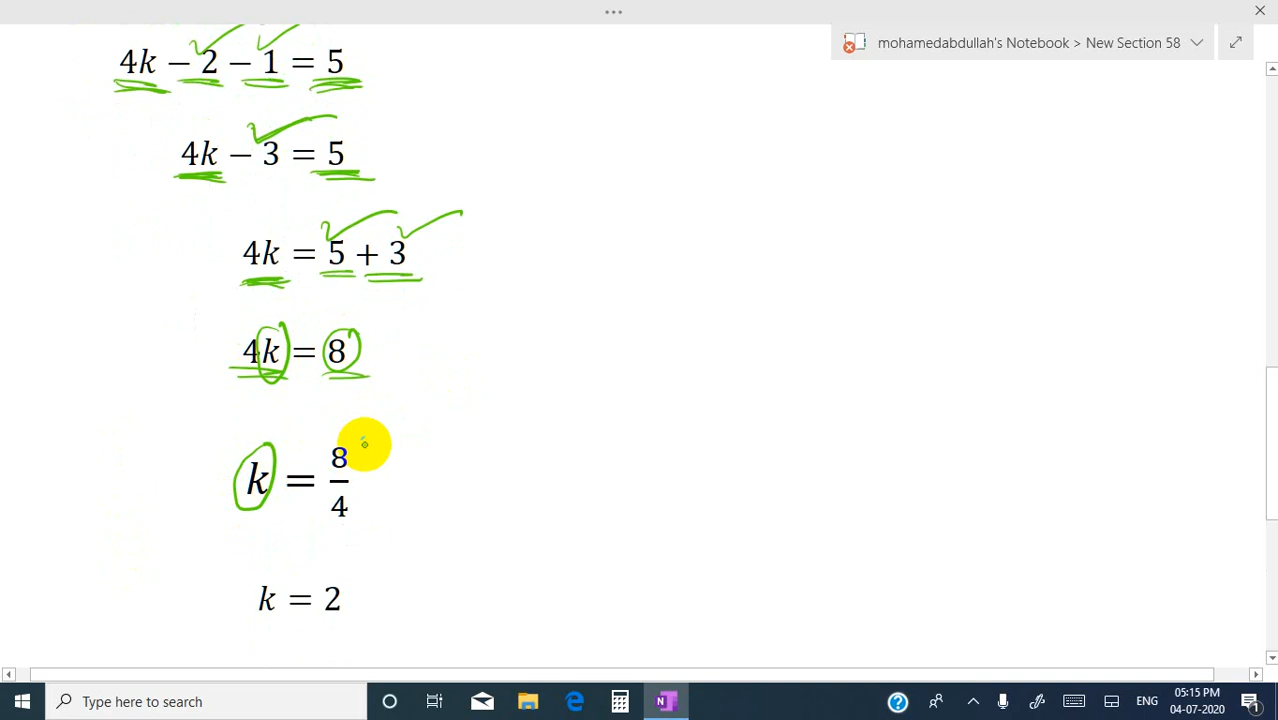 mohamedabdullah's Notebook > New Section 58
4k − 2 − 1 = 5
4k − 3 = 5
4k = 5 + 3
4k = 8
k = 8/4
k = 2
Type here to search
ENG
05:15 PM
04-07-2020
1